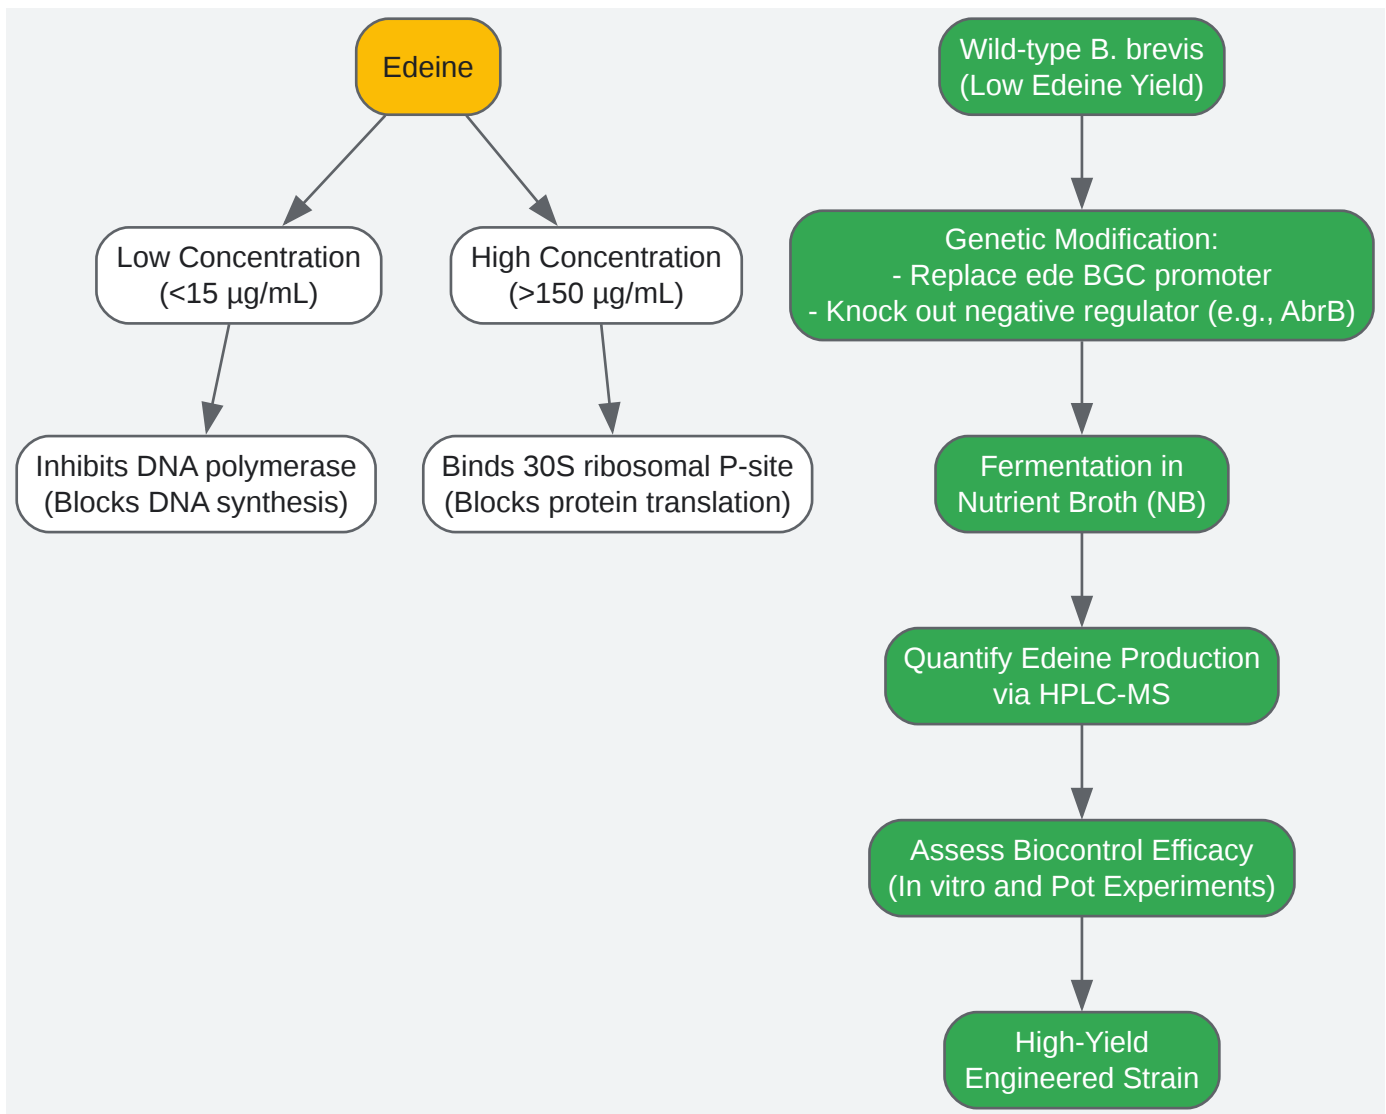 Edeine
Low Concentration
(<15 µg/mL)
High Concentration
(>150 µg/mL)
Inhibits DNA polymerase
(Blocks DNA synthesis)
Binds 30S ribosomal P-site
(Blocks protein translation)
Wild-type B. brevis
(Low Edeine Yield)
Genetic Modification:
- Replace ede BGC promoter
- Knock out negative regulator (e.g., AbrB)
Fermentation in
Nutrient Broth (NB)
Quantify Edeine Production
via HPLC-MS
Assess Biocontrol Efficacy
(In vitro and Pot Experiments)
High-Yield
Engineered Strain